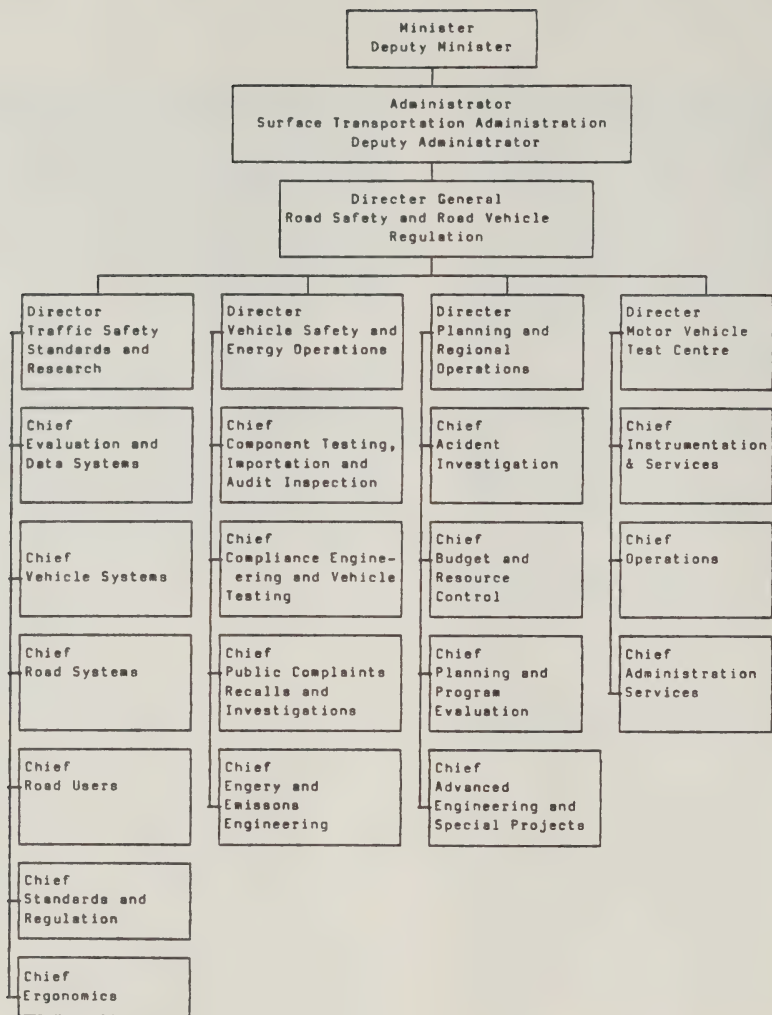 Minister
Deputy Minister
Administrator
Surface Transportation Administration
Deputy Administrator
Directer General
Road Safety and Road Vehicle
Regulation
Director
Traffic Safety
Standards and
Research
Chief
Evaluation and
Data Systems
Chief
Vehicle Systems
Chief
Road Systems
Chief
Road Users
Chief
Standards and
Regulation
Chief
Ergonomics
Directer
Vehicle Safety and
Energy Operations
Chief
Component Testing,
Importation and
Audit Inspection
Chief
Compliance Engine-
ering and Vehicle
Testing
Chief
Public Complaints
Recalls and
Investigations
Chief
Engery and
Emissons
Engineering
Directer
Planning and
Regional
Operations
Chief
Acident
Investigation
Chief
Budget and
Resource
Control
Chief
Planning and
Program
Evaluation
Chief
Advanced
Engineering and
Special Projects
Directer
Motor Vehicle
Test Centre
Chief
Instrumentation
& Services
Chief
Operations
Chief
Administration
Services